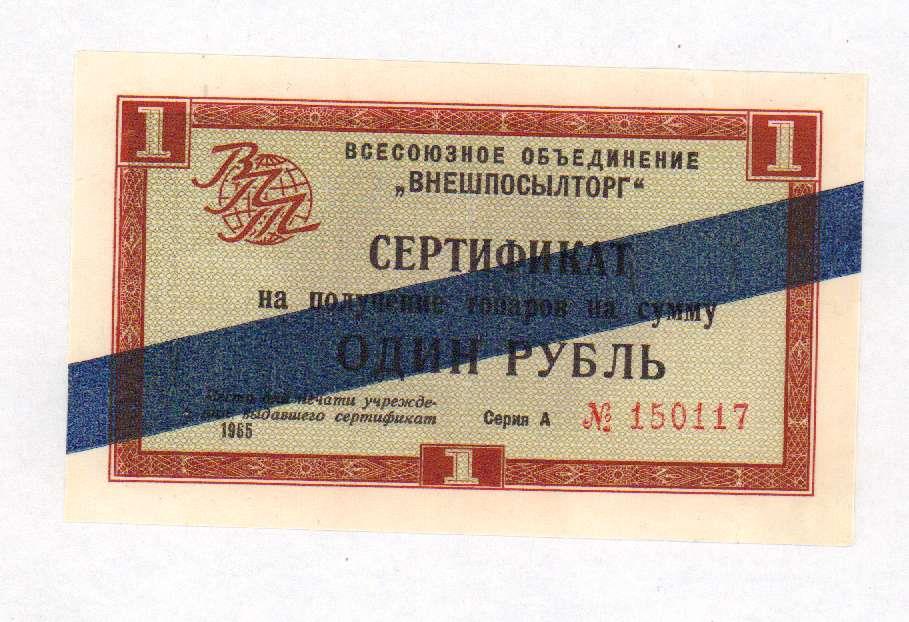 1 1
ВПТ
ВСЕСОЮЗНОЕ ОБЪЕДИНЕНИЕ
„ВНЕШПОСЫЛТОРГ“
СЕРТИФИКАТ
на получение товаров на сумму
ОДИН РУБЛЬ
Место для печати учрежде-
ния выдавшего сертификат
1965
Серия А № 150117
1